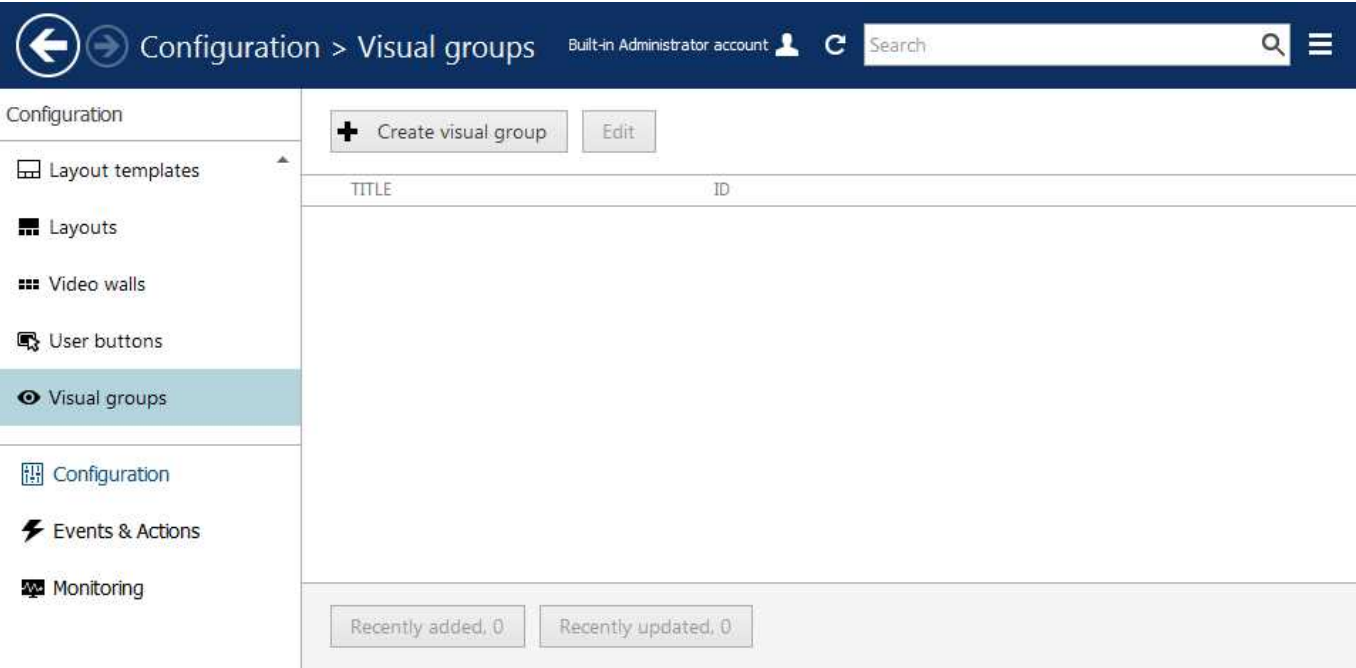 Configuration > Visual groups Built-in Administrator account Search
Configuration
Layout templates
Layouts
Video walls
User buttons
Visual groups
Configuration
Events & Actions
Monitoring
Create visual group Edit
TITLE ID
Recently added, 0 Recently updated, 0